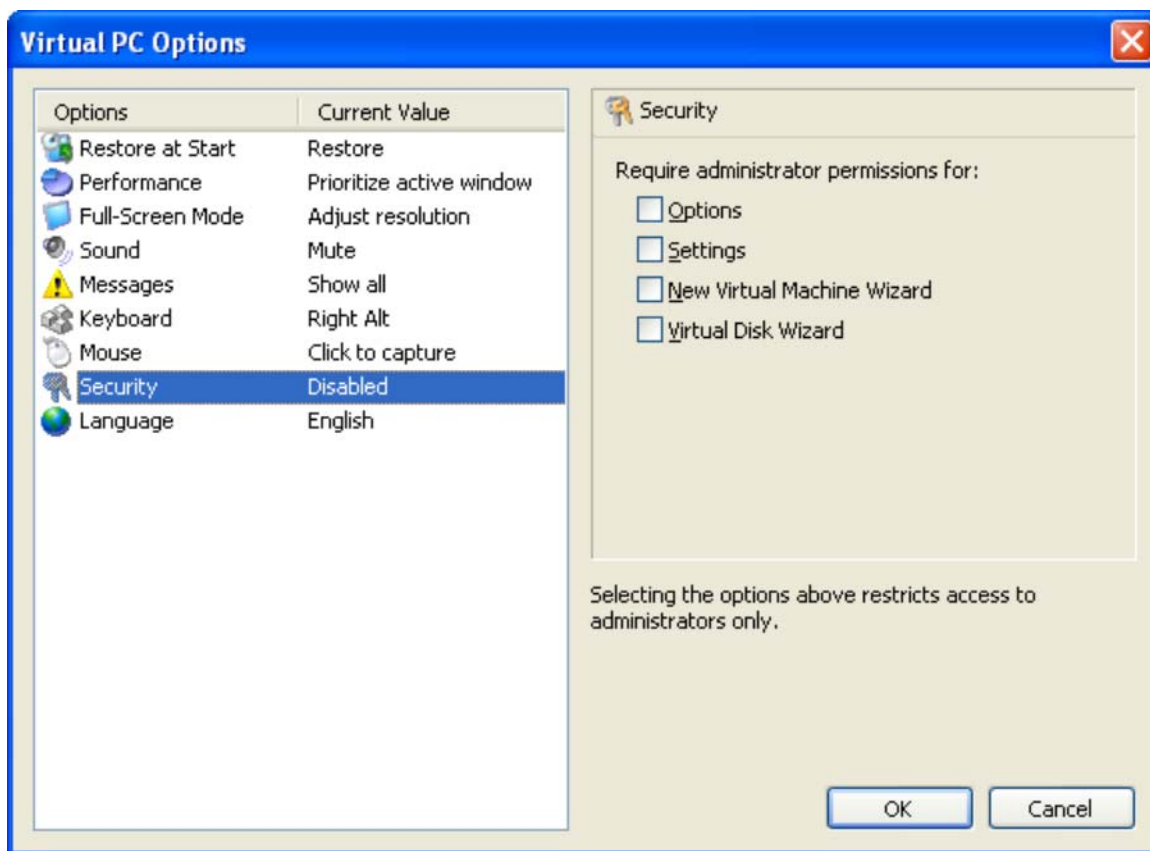 Virtual PC Options
Options Current Value
Restore at Start Restore
Performance Prioritize active window
Full-Screen Mode Adjust resolution
Sound Mute
Messages Show all
Keyboard Right Alt
Mouse Click to capture
Security Disabled
Language English
Security
Require administrator permissions for:
Options
Settings
New Virtual Machine Wizard
Virtual Disk Wizard
Selecting the options above restricts access to
administrators only.
OK Cancel